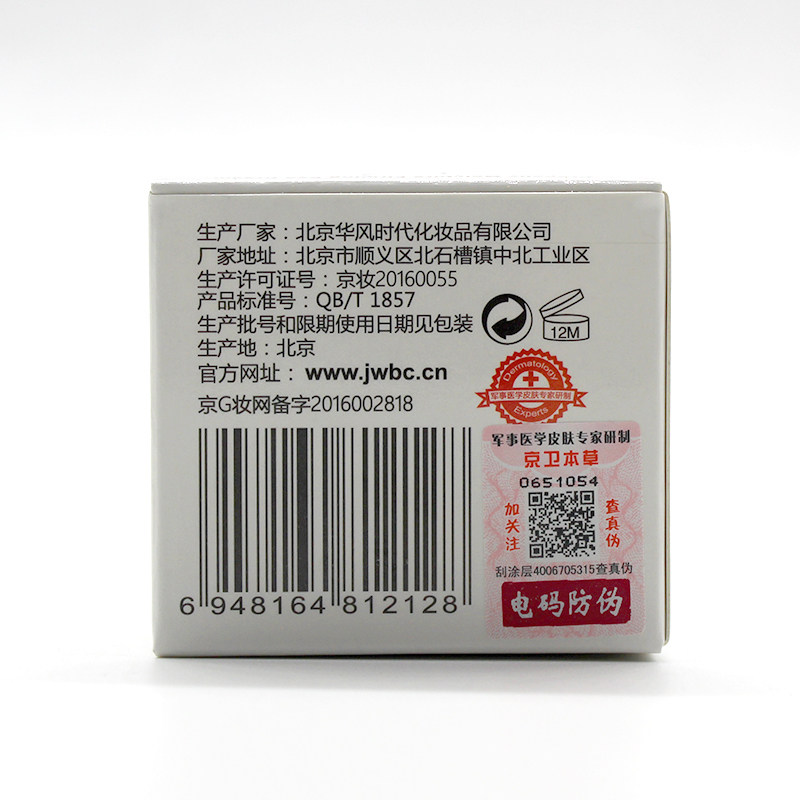 生产厂家：北京华风时代化妆品有限公司
厂家地址：北京市顺义区北石槽镇中北工业区
生产许可证号：京妆20160055
产品标准号：QB/T 1857
生产批号和限期使用日期见包装
12M
生产地：北京
官方网址：www.jwbc.cn
京G妆网备字2016002818
Dermatology
军事医学皮肤专家研制
Experts
军事医学皮肤专家研制
京卫本草
0651054
加关注
查真伪
刮涂层4006705315查真伪
电码防伪
6 948164 812128